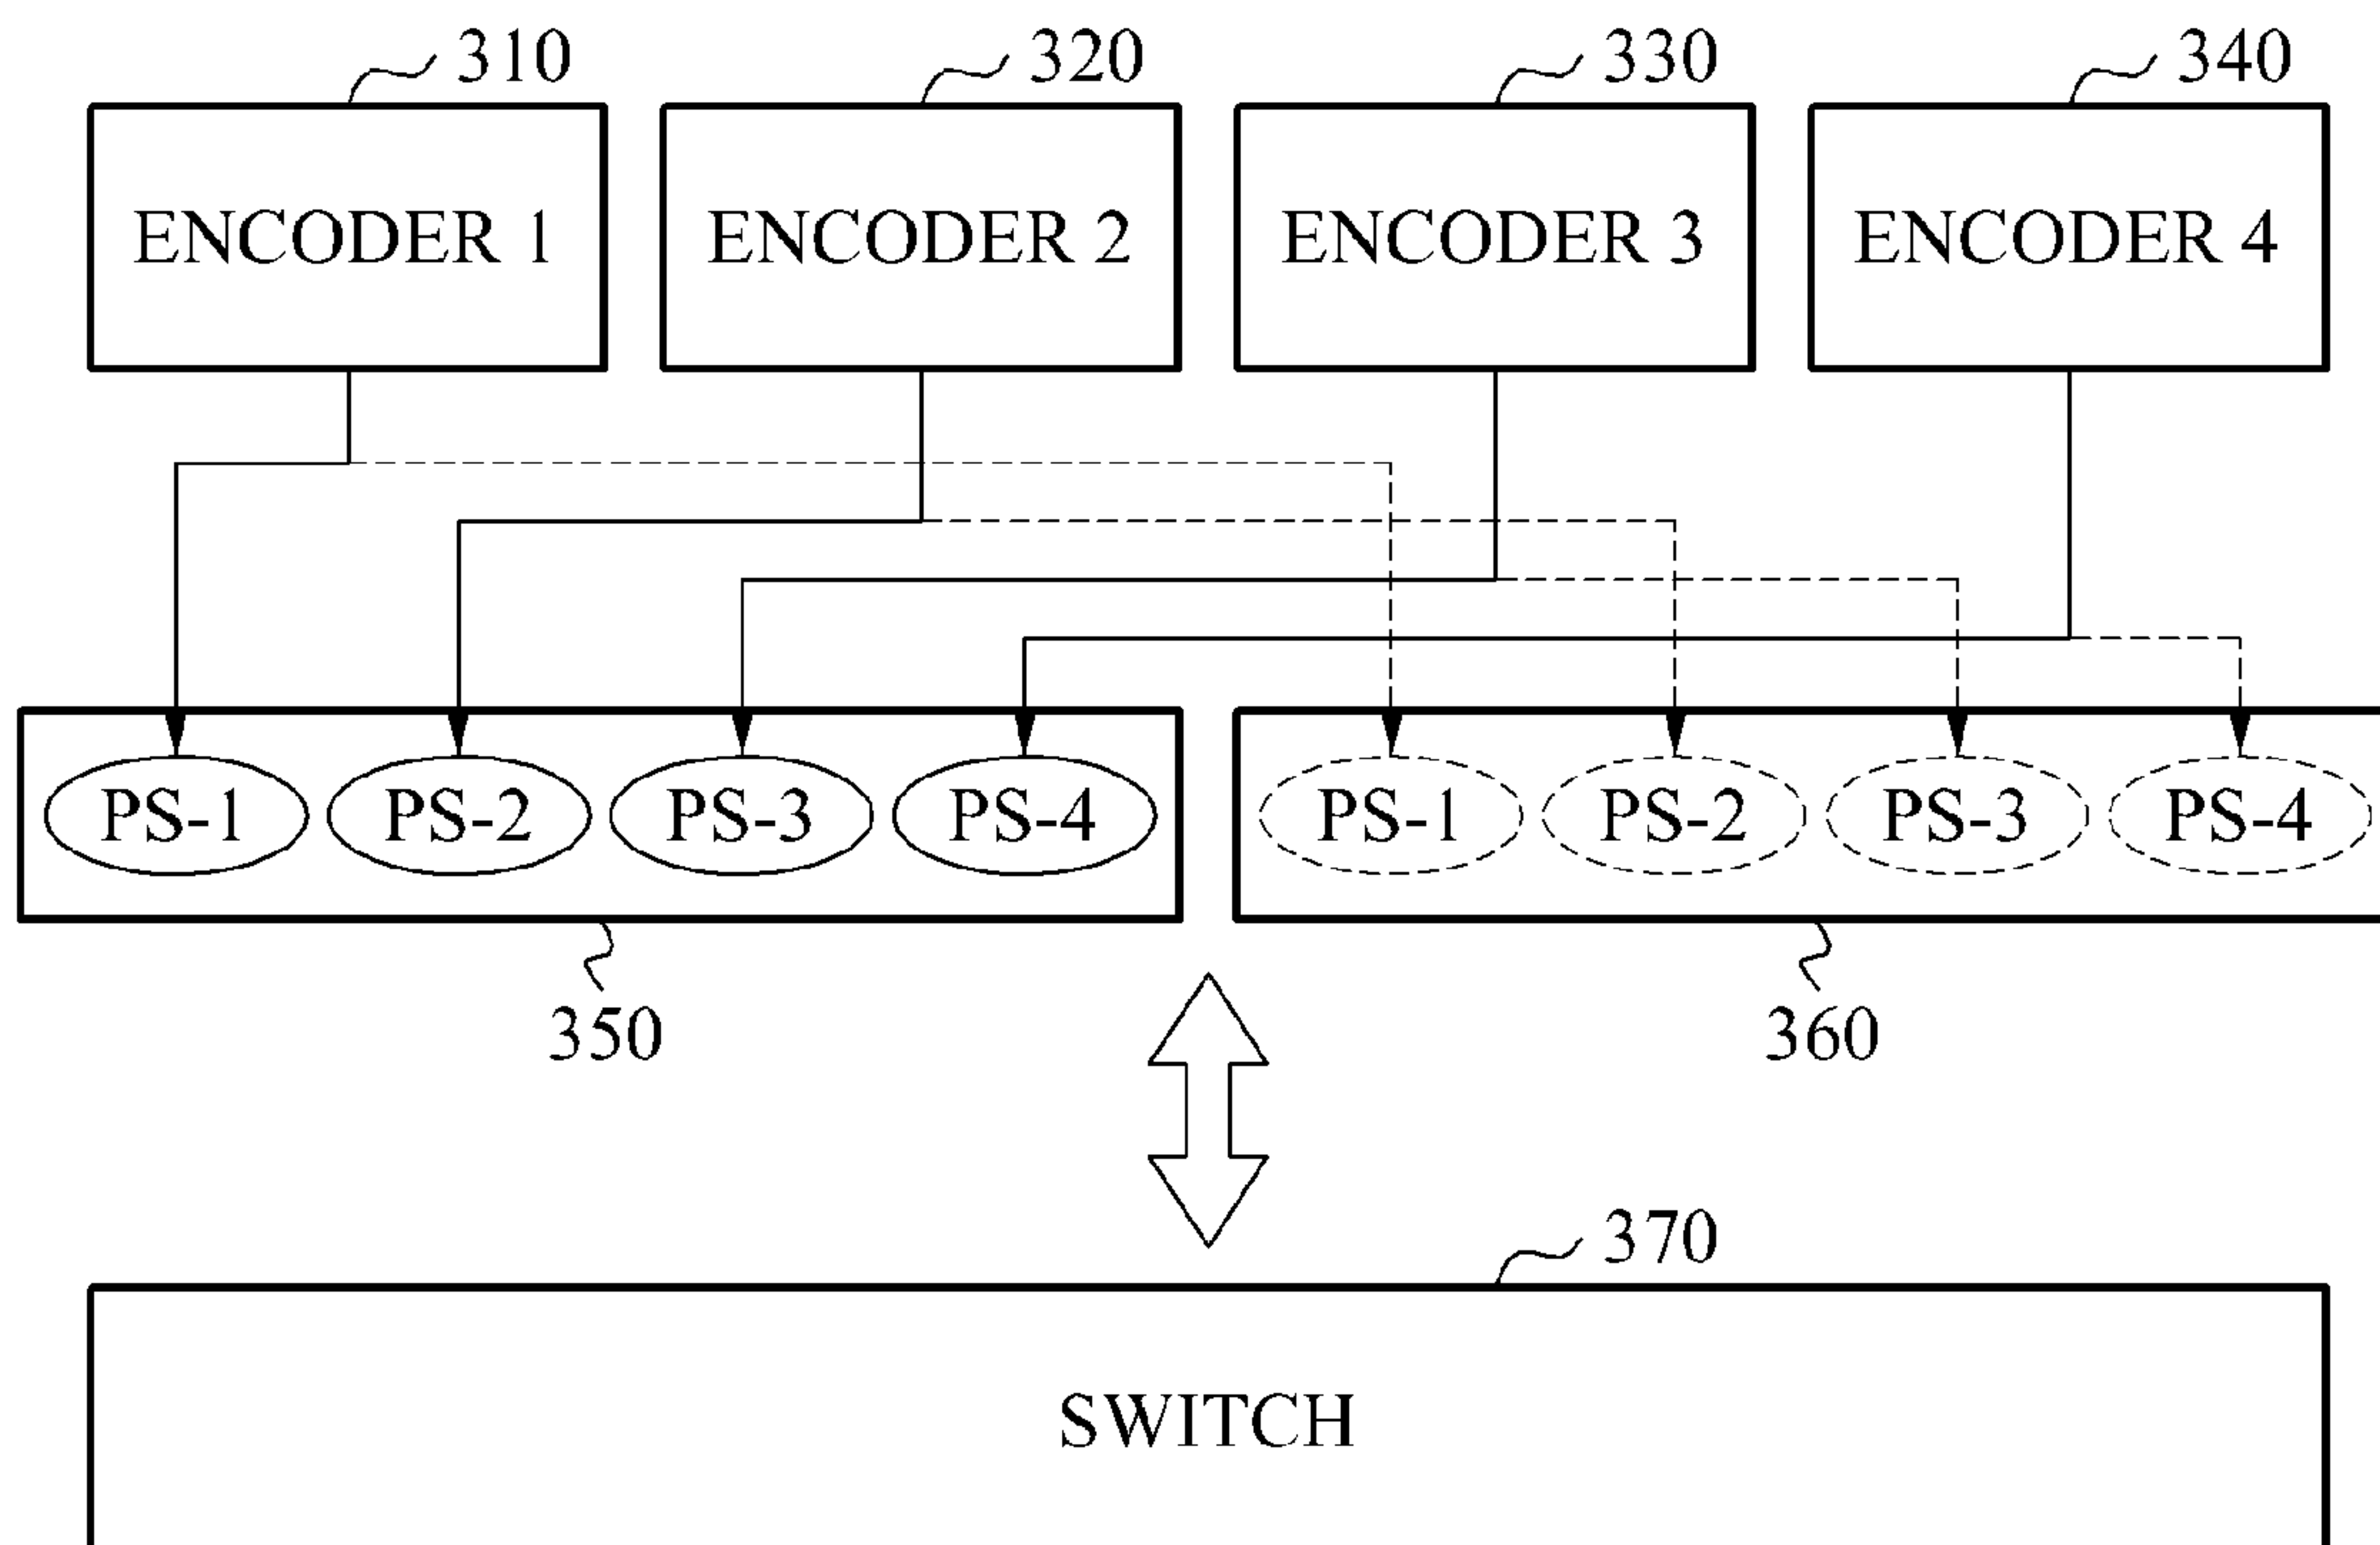 310 320 330 340
ENCODER 1 ENCODER 2 ENCODER 3 ENCODER 4
PS-1 PS-2 PS-3 PS-4 PS-1 PS-2 PS-3 PS-4
350 360
370
SWITCH